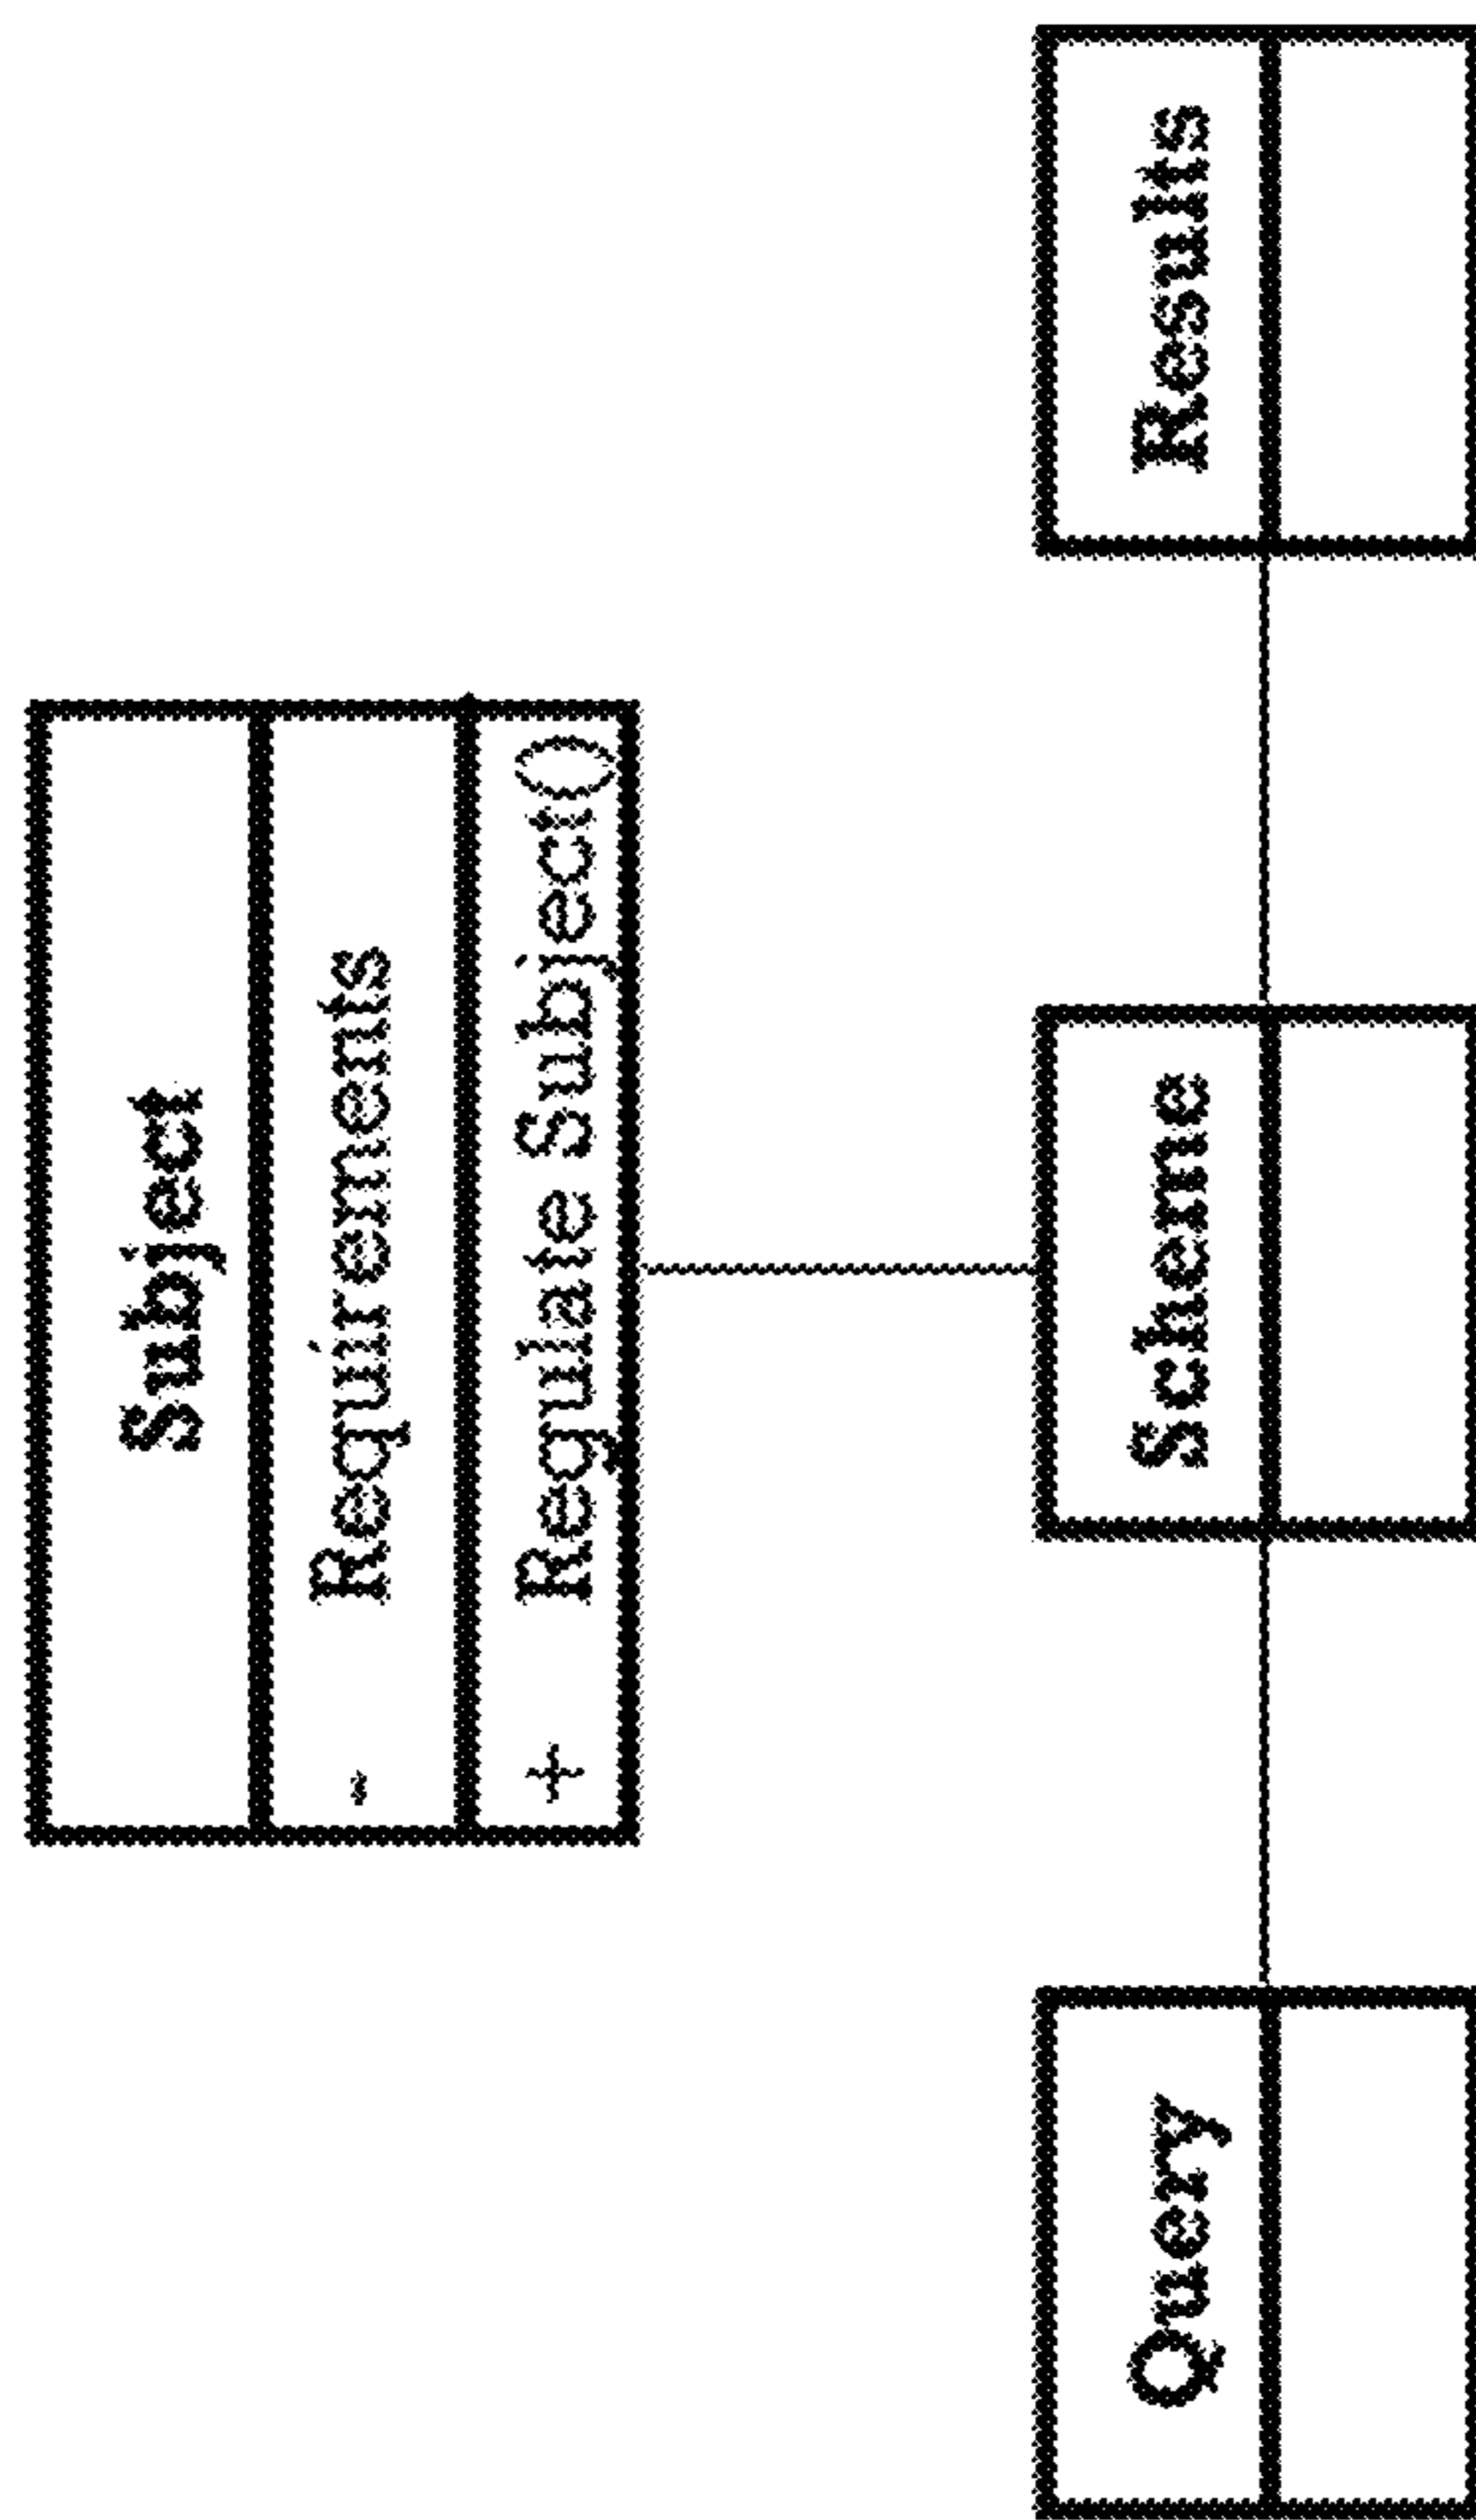 Subject
- Requirements
+ Regulate Subject()
Query
Scheme
Results